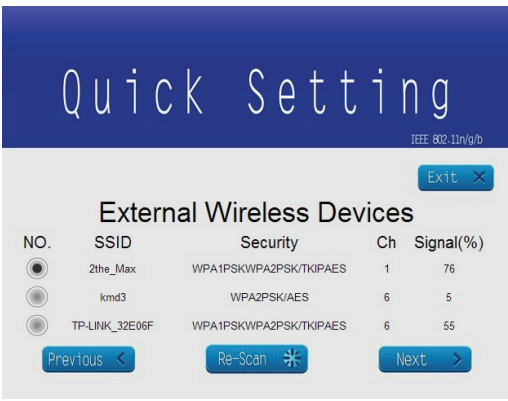 Quick Setting
IEEE 802.11n/g/b
Exit
External Wireless Devices
NO. SSID Security Ch Signal(%)
2the_Max WPA1PSKWPA2PSK/TKIPAES 1 76
kmd3 WPA2PSK/AES 6 5
TP-LINK_32E06F WPA1PSKWPA2PSK/TKIPAES 6 55
Previous Re-Scan Next